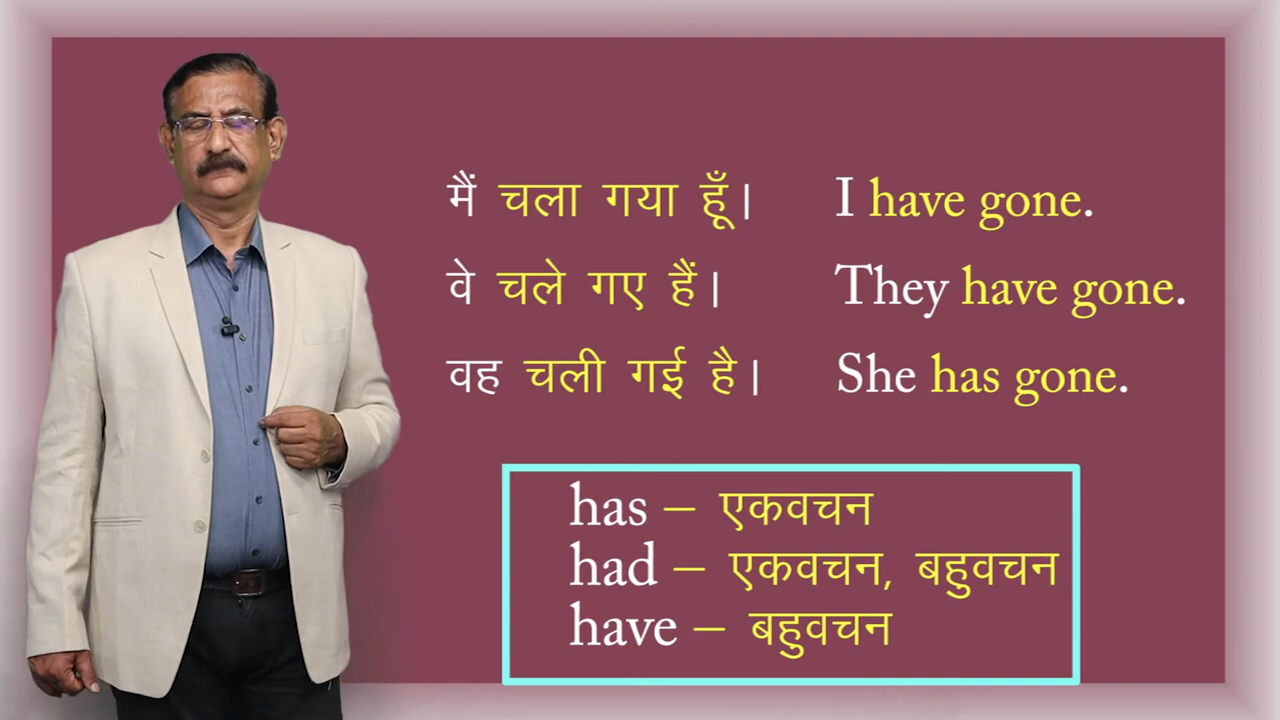 मैं चला गया हूँ। I have gone.
वे चले गए हैं। They have gone.
वह चली गई है। She has gone.
has – एकवचन
had – एकवचन, बहुवचन
have – बहुवचन